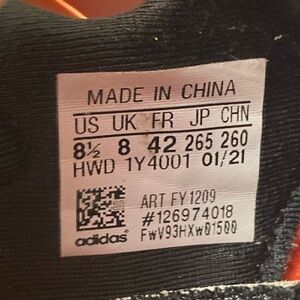 MADE IN CHINA
US UK FR JP CHN
8½ 8 42 265 260
HWD 1Y4001 01/21
ART FY1209
#126974018
FwV93HXw01500
adidas